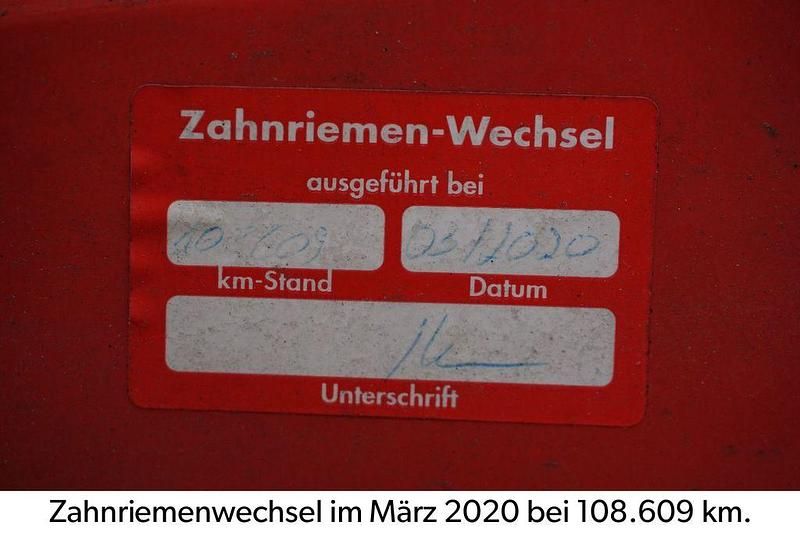 Zahnriemen-Wechsel
ausgeführt bei
03/2020
km-Stand
Datum
Unterschrift
Zahnriemenwechsel im März 2020 bei 108.609 km.